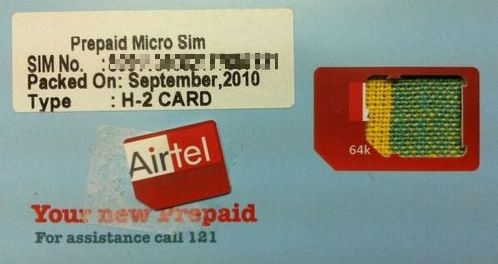 Prepaid Micro Sim
SIM No. :
Packed On: September,2010
Type : H-2 CARD
64k
Airtel
Your new Prepaid
For assistance call 121